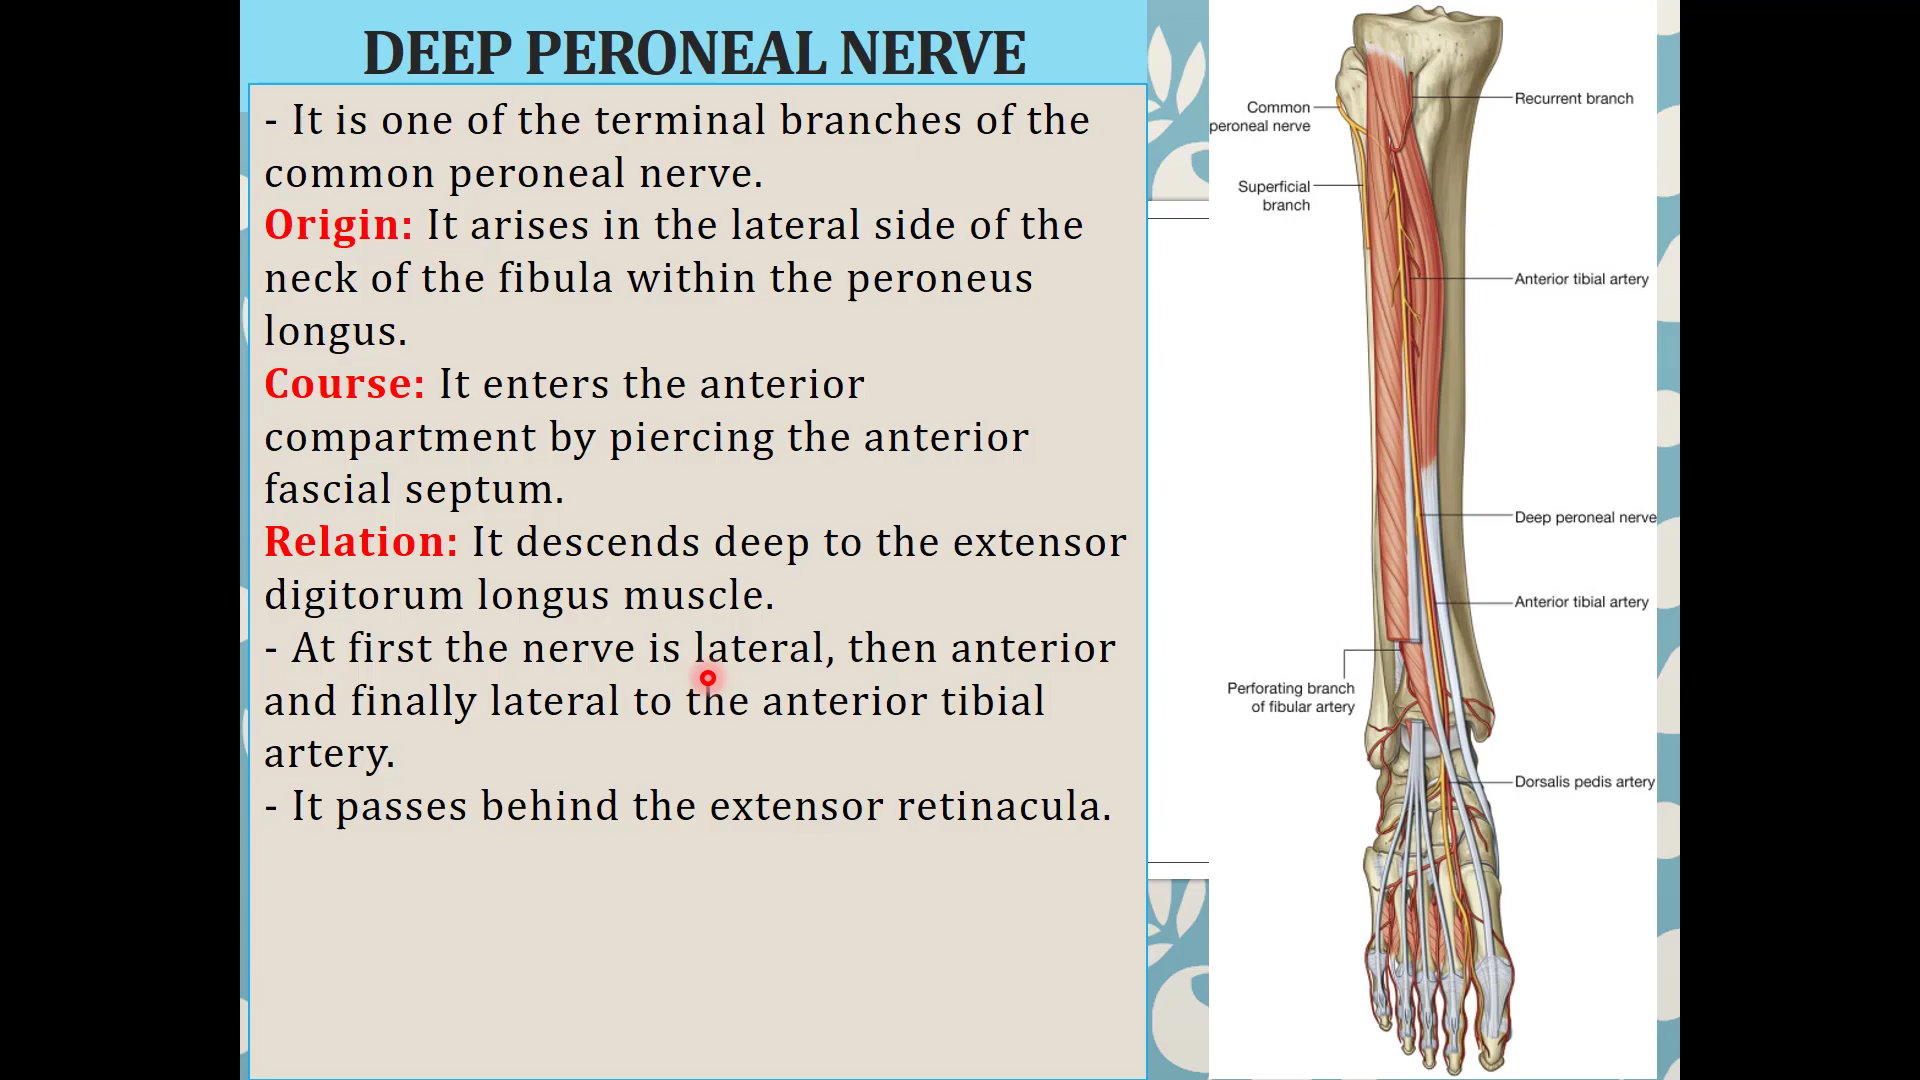 DEEP PERONEAL NERVE
- It is one of the terminal branches of the
common peroneal nerve.
Origin: It arises in the lateral side of the
neck of the fibula within the peroneus
longus.
Course: It enters the anterior
compartment by piercing the anterior
fascial septum.
Relation: It descends deep to the extensor
digitorum longus muscle.
- At first the nerve is lateral, then anterior
and finally lateral to the anterior tibial
artery.
- It passes behind the extensor retinacula.
Common
peroneal nerve
Superficial
branch
Perforating branch
of fibular artery
Recurrent branch
Anterior tibial artery
Deep peroneal nerve
Anterior tibial artery
Dorsalis pedis artery